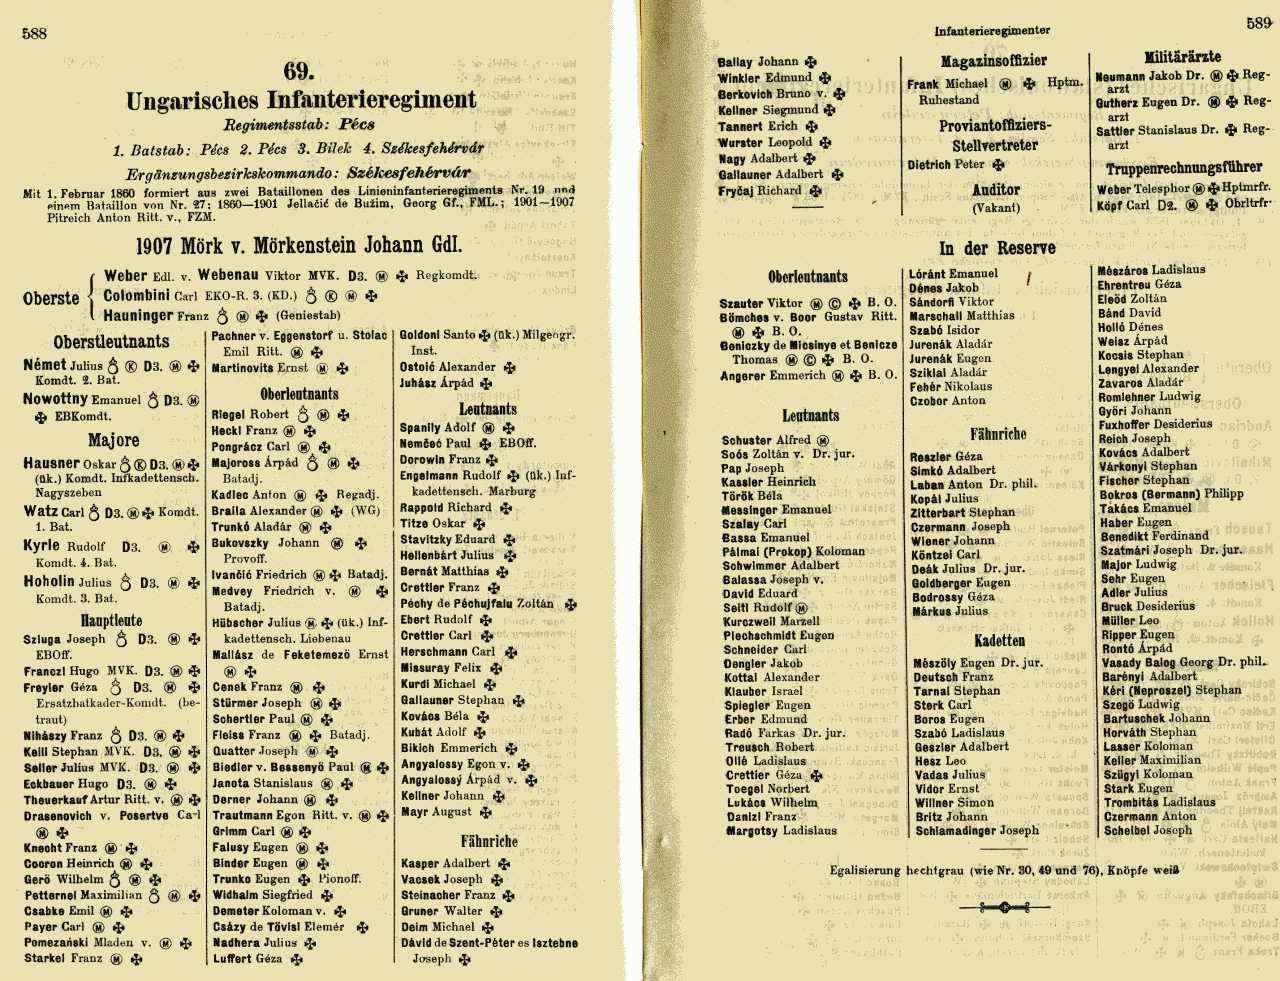 588
69.
Ungarisches Infanterieregiment
Regimentsstab: Pécs
1. Batstab: Pécs 2. Pécs 3. Bilek 4. Székesfehérvár
Ergänzungsbezirkskommando: Székesfehérvár
Mit 1. Februar 1860 formiert aus zwei Bataillonen des Linieninfanterieregiments Nr. 19 und
einem Bataillon von Nr. 27; 1860—1901 Jellačić de Bužim, Georg Gf., FML.; 1901—1907
Pitreich Anton Ritt. v., FZM.
1907 Mörk v. Mörkenstein Johann GdI.
Oberste
Weber Edl. v. Webenau Viktor MVK. D3. Ⓜ ✠ Regkomdt.
Colombini Carl EKO-R. 3. (KD.) Ⓚ Ⓜ ✠
Hauninger Franz Ⓜ ✠ (Geniestab)
Oberstleutnants
Német Julius Ⓚ D3. Ⓜ ✠
Komdt. 2. Bat.
Nowottny Emanuel D3. Ⓜ
✠ EBKomdt.
Majore
Hausner Oskar Ⓚ D3. Ⓜ ✠
(ük.) Komdt. Infkadettensch.
Nagyszeben
Watz Carl D3. Ⓜ ✠ Komdt.
1. Bat.
Kyrle Rudolf D3. Ⓜ ✠
Komdt. 4. Bat.
Hoholin Julius D3. Ⓜ ✠
Komdt. 3. Bat.
Hauptleute
Szluga Joseph D3. Ⓜ ✠
EBOff.
Franczl Hugo MVK. D3. Ⓜ ✠
Freyler Géza D3. Ⓜ ✠
Ersatzbatkader-Komdt. (be-
traut)
Nihászy Franz D3. Ⓜ ✠
Keill Stephan MVK. D3. Ⓜ ✠
Seller Julius MVK. D3. Ⓜ ✠
Eckbauer Hugo D3. Ⓜ ✠
Theuerkauf Artur Ritt. v. Ⓜ ✠
Drasenovich v. Posertve Carl
Ⓜ ✠
Knecht Franz Ⓜ ✠
Cooron Heinrich Ⓜ ✠
Gerö Wilhelm Ⓜ ✠
Petternel Maximilian Ⓜ ✠
Csabke Emil Ⓜ ✠
Payer Carl Ⓜ ✠
Pomezański Mladen v. Ⓜ ✠
Starkel Franz Ⓜ ✠
Pachner v. Eggenstorf u. Stolac
Emil Ritt. Ⓜ ✠
Martinovits Ernst Ⓜ ✠
Oberleutnants
Riegel Robert Ⓜ ✠
Heckl Franz Ⓜ ✠
Pongrácz Carl Ⓜ ✠
Majoross Árpád Ⓜ ✠
Batadj.
Kadlec Anton Ⓜ ✠ Regadj.
Braila Alexander Ⓜ ✠ (WG)
Trunkó Aladár Ⓜ ✠
Bukovszky Johann Ⓜ ✠
Provoff.
Ivančić Friedrich Ⓜ ✠ Batadj.
Medvey Friedrich v. Ⓜ ✠
Batadj.
Hübscher Julius Ⓜ ✠ (ük.) Inf-
kadettensch. Liebenau
Mallász de Feketemezö Ernst
Ⓜ ✠
Cenek Franz Ⓜ ✠
Stürmer Joseph Ⓜ ✠
Schertler Paul Ⓜ ✠
Fleiss Franz Ⓜ ✠ Batadj.
Quatter Joseph Ⓜ ✠
Biedler v. Bessenyö Paul Ⓜ ✠
Janota Stanislaus Ⓜ ✠
Derner Johann Ⓜ ✠
Trautmann Egon Ritt. v. Ⓜ ✠
Grimm Carl Ⓜ ✠
Falusy Eugen Ⓜ ✠
Binder Eugen Ⓜ ✠
Trunko Eugen ✠ Pionoff.
Widhalm Siegfried ✠
Demeter Koloman v. ✠
Csázy de Tövisl Elemér ✠
Nadhera Julius ✠
Luffert Géza ✠
Goldoni Santo ✠ (ük.) Milgeogr.
Inst.
Ostoić Alexander ✠
Juhász Árpád ✠
Leutnants
Spanily Adolf Ⓜ ✠
Nemčec Paul ✠ EBOff.
Dorowin Franz ✠
Engelmann Rudolf ✠ (ük.) Inf-
kadettensch. Marburg
Rappold Richard ✠
Titze Oskar ✠
Stavitzky Eduard ✠
Hellenbárt Julius ✠
Bernát Matthias ✠
Crettier Franz ✠
Péchy de Péchujfalu Zoltán ✠
Ebert Rudolf ✠
Crettier Carl ✠
Herschmann Carl ✠
Missuray Felix ✠
Kurdi Michael ✠
Gallauner Stephan ✠
Kovács Béla ✠
Kubát Adolf ✠
Bikich Emmerich ✠
Angyalossy Egon v. ✠
Angyalossý Árpád v. ✠
Kellner Johann ✠
Mayr August ✠
Fähnriche
Kasper Adalbert ✠
Vacsek Joseph ✠
Steinacher Franz ✠
Gruner Walter ✠
Deim Michael ✠
Dávid de Szent-Péter es Isztebne
Joseph ✠
Infanterieregimenter
589
Ballay Johann ✠
Winkler Edmund ✠
Berkovich Bruno v. ✠
Kellner Siegmund ✠
Tannert Erich ✠
Wurster Leopold ✠
Nagy Adalbert ✠
Gallauner Adalbert ✠
Fryčaj Richard ✠
Magazinsoffizier
Frank Michael Ⓜ ✠ Hptm.
Ruhestand
Proviantoffiziers-
Stellvertreter
Dietrich Peter ✠
Auditor
(Vakant)
Militärärzte
Neumann Jakob Dr. Ⓜ ✠ Reg-
arzt
Gutherz Eugen Dr. Ⓜ ✠ Reg-
arzt
Sattler Stanislaus Dr. ✠ Reg-
arzt
Truppenrechnungsführer
Weber Telesphor Ⓜ ✠ Hptmrfr.
Köpf Carl D2. Ⓜ ✠ Obrltrfr.
In der Reserve
Oberleutnants
Szauter Viktor Ⓜ Ⓒ ✠ B. O.
Bömches v. Boor Gustav Ritt.
Ⓜ ✠ B. O.
Beniczky de Micsinye et Benicze
Thomas Ⓜ Ⓒ ✠ B. O.
Angerer Emmerich Ⓜ ✠ B. O.
Leutnants
Schuster Alfred Ⓜ
Soós Zoltán v. Dr. jur.
Pap Joseph
Kassler Heinrich
Török Béla
Messinger Emanuel
Szalay Carl
Bassa Emanuel
Pálmai (Prokop) Koloman
Schwimmer Adalbert
Balassa Joseph v.
David Eduard
Seitl Rudolf Ⓜ
Kurczwell Marzell
Plechschmidt Eugen
Schneider Carl
Dengler Jakob
Kottal Alexander
Klauber Israel
Spiegler Eugen
Erber Edmund
Radó Farkas Dr. jur.
Treusch Robert
Ollé Ladislaus
Crettier Géza ✠
Toegel Norbert
Lukács Wilhelm
Danizi Franz
Margotsy Ladislaus
Lóránt Emanuel
Dénes Jakob
Sándorfi Viktor
Marschall Matthias
Szabó Isidor
Jurenák Aladár
Jurenák Eugen
Sziklai Aladár
Fehér Nikolaus
Czobor Anton
Fähnriche
Reszler Géza
Simkó Adalbert
Laban Anton Dr. phil.
Kopál Julius
Zitterbart Stephan
Czermann Joseph
Wiener Johann
Köntzei Carl
Deák Julius Dr. jur.
Goldberger Eugen
Bodrossy Géza
Márkus Julius
Kadetten
Mészöly Eugen Dr. jur.
Deutsch Franz
Tarnai Stephan
Sterk Carl
Boros Eugen
Szabó Ladislaus
Geszler Adalbert
Hesz Leo
Vadas Julius
Vidor Ernst
Willner Simon
Britz Johann
Schlamadinger Joseph
Mészáros Ladislaus
Ehrentreu Géza
Eleöd Zoltán
Bánd David
Holló Dénes
Weisz Árpád
Kocsis Stephan
Lengyel Alexander
Zavaros Aladár
Romlehner Ludwig
Györi Johann
Fuxhoffer Desiderius
Reich Joseph
Kovács Adalbert
Várkonyi Stephan
Fischer Stephan
Bokros (Bermann) Philipp
Takács Emanuel
Haber Eugen
Benedikt Ferdinand
Szatmári Joseph Dr. jur.
Major Ludwig
Sehr Eugen
Adler Julius
Bruck Desiderius
Müller Leo
Ripper Eugen
Rontó Árpád
Vasady Balog Georg Dr. phil.
Barényi Adalbert
Kéri (Neproszel) Stephan
Szegö Ludwig
Bartuschek Johann
Horváth Stephan
Lasser Koloman
Keller Maximilian
Szügyi Koloman
Stark Eugen
Trombitás Ladislaus
Czermann Anton
Scheibel Joseph
Egalisierung hechtgrau (wie Nr. 30, 49 und 76), Knöpfe weiß